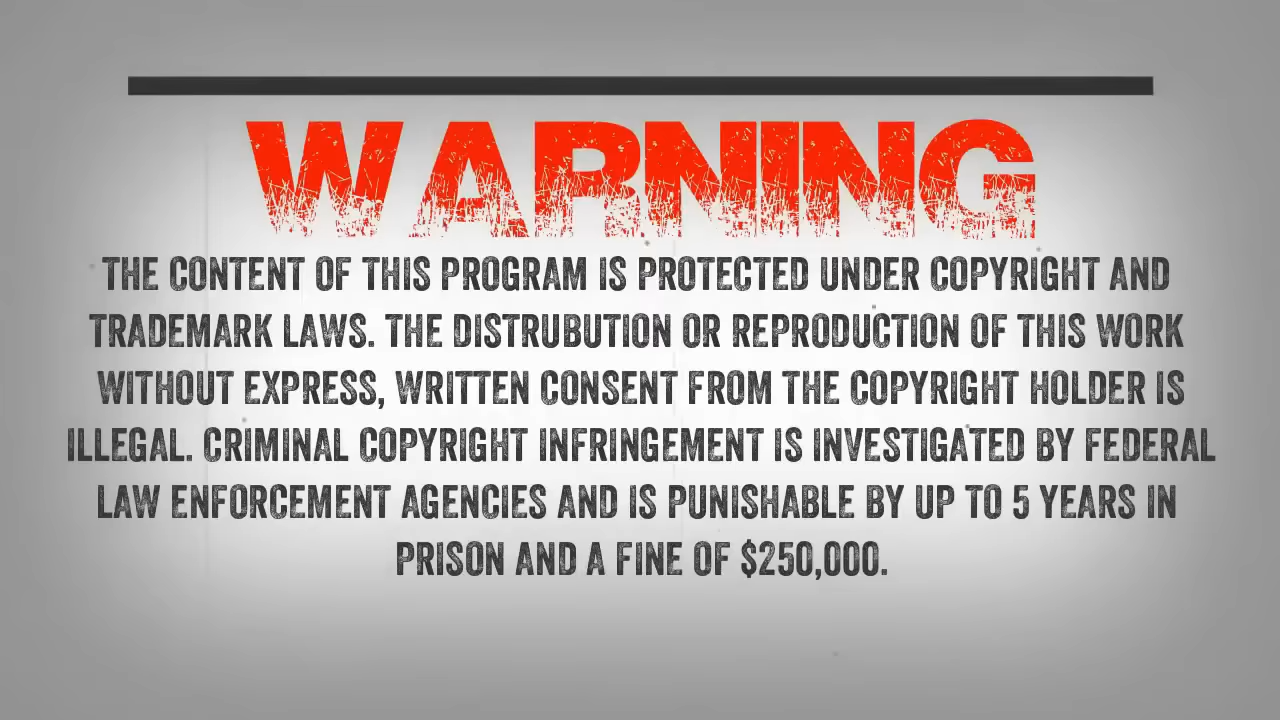 WARNING
THE CONTENT OF THIS PROGRAM IS PROTECTED UNDER COPYRIGHT AND
TRADEMARK LAWS. THE DISTRUBUTION OR REPRODUCTION OF THIS WORK
WITHOUT EXPRESS, WRITTEN CONSENT FROM THE COPYRIGHT HOLDER IS
ILLEGAL. CRIMINAL COPYRIGHT INFRINGEMENT IS INVESTIGATED BY FEDERAL
LAW ENFORCEMENT AGENCIES AND IS PUNISHABLE BY UP TO 5 YEARS IN
PRISON AND A FINE OF $250,000.